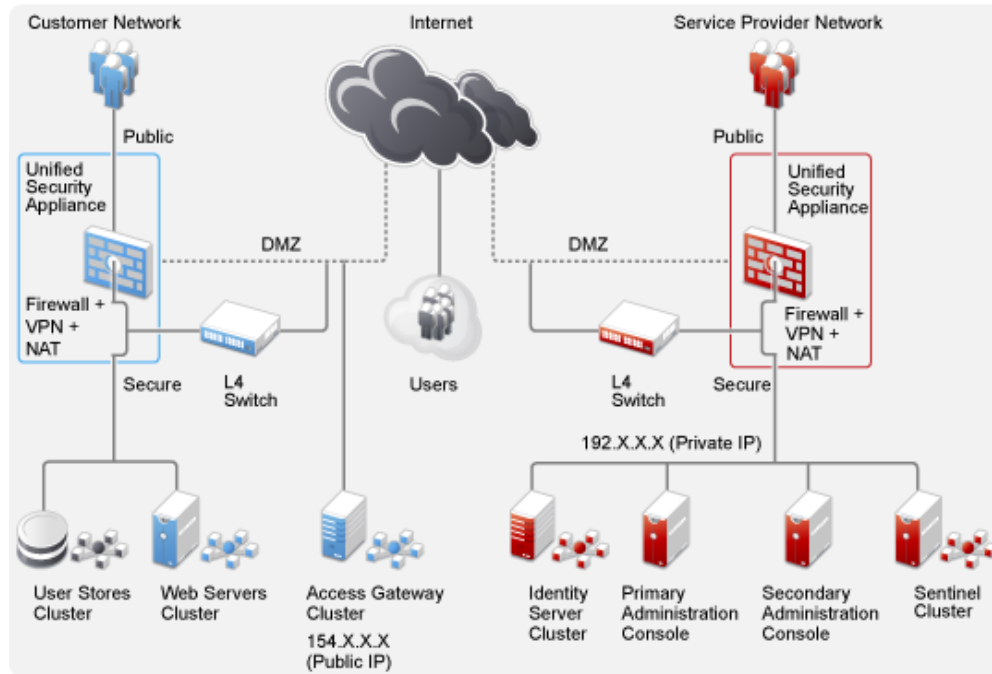 Customer Network
Internet
Service Provider Network
Public
Public
Unified
Security
Appliance
Unified
Security
Appliance
DMZ
DMZ
Firewall +
VPN +
NAT
Firewall +
VPN +
NAT
Secure
L4
Switch
Users
L4
Switch
Secure
192.X.X.X (Private IP)
User Stores
Cluster
Web Servers
Cluster
Access Gateway
Cluster
154.X.X.X
(Public IP)
Identity
Server
Cluster
Primary
Administration
Console
Secondary
Administration
Console
Sentinel
Cluster